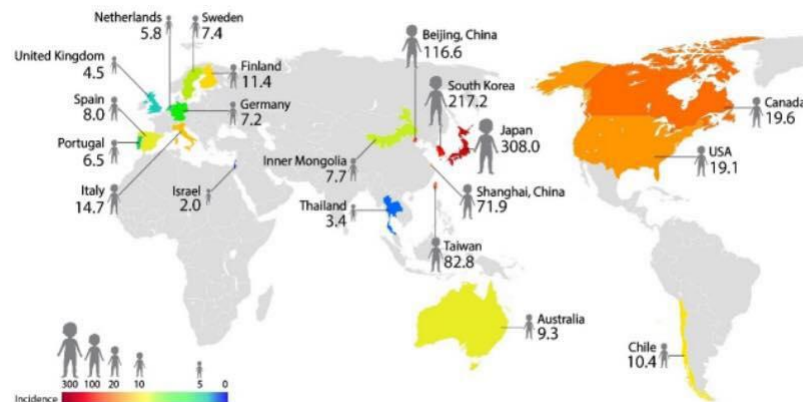 Netherlands
5.8
Sweden
7.4
United Kingdom
4.5
Finland
11.4
Spain
8.0
Germany
7.2
Portugal
6.5
Italy
14.7
Israel
2.0
Beijing, China
116.6
South Korea
217.2
Japan
308.0
Inner Mongolia
7.7
Shanghai, China
71.9
Thailand
3.4
Taiwan
82.8
Australia
9.3
Canada
19.6
USA
19.1
Chile
10.4
300 100 20 10 5 0
Incidence